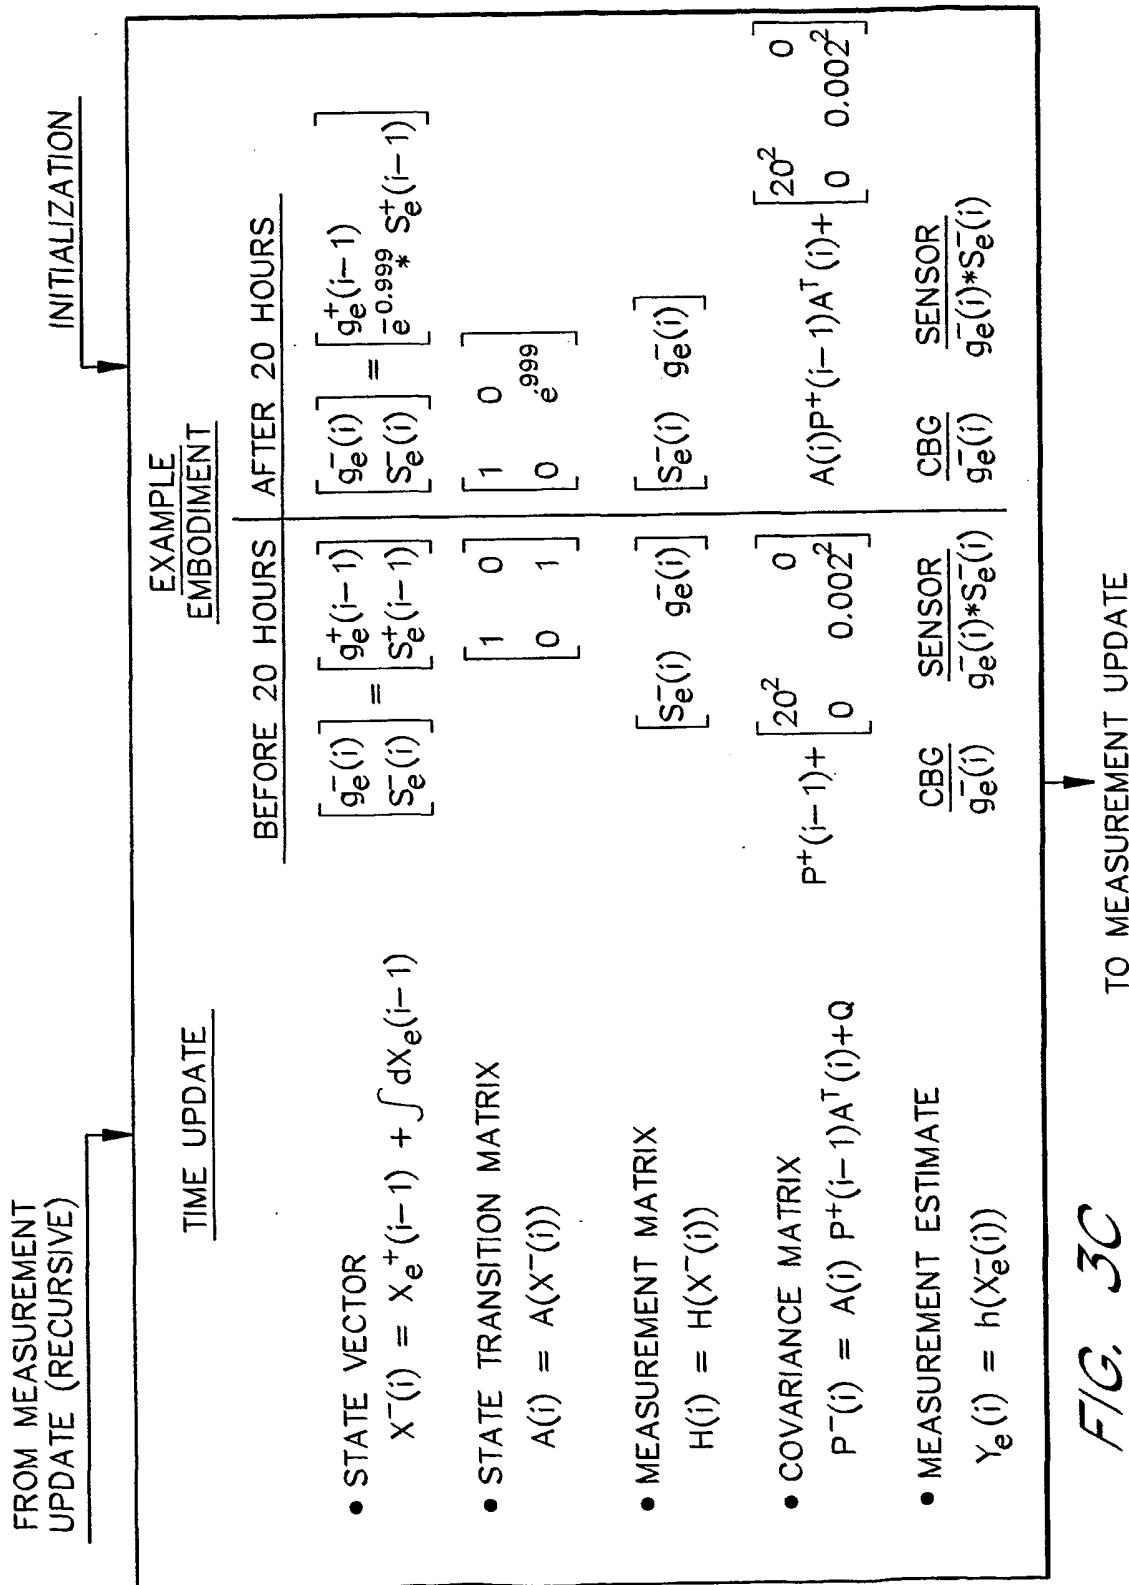 FROM MEASUREMENT
UPDATE (RECURSIVE)
INITIALIZATION
TIME UPDATE
EXAMPLE
EMBODIMENT
BEFORE 20 HOURS
AFTER 20 HOURS
• STATE VECTOR
X⁻(i) = Xₑ⁺(i−1) + ∫dXₑ(i−1)
[gₑ⁻(i) Sₑ⁻(i)] = [gₑ⁺(i−1) Sₑ⁺(i−1)]
[gₑ⁻(i) Sₑ⁻(i)] = [gₑ⁺(i−1) e⁻⁰·⁹⁹⁹ * Sₑ⁺(i−1)]
• STATE TRANSITION MATRIX
A(i) = A(X⁻(i))
[1 0
0 1]
[1 0
0 e·⁹⁹⁹]
• MEASUREMENT MATRIX
H(i) = H(X⁻(i))
[Sₑ⁻(i) gₑ⁻(i)]
[Sₑ⁻(i) gₑ⁻(i)]
• COVARIANCE MATRIX
P⁻(i) = A(i) P⁺(i−1)Aᵀ(i)+Q
P⁺(i−1)+ [20² 0
0 0.002²]
A(i)P⁺(i−1)Aᵀ(i)+ [20² 0
0 0.002²]
• MEASUREMENT ESTIMATE
Yₑ(i) = h(Xₑ⁻(i))
CBG SENSOR
gₑ⁻(i) gₑ⁻(i)*Sₑ⁻(i)
CBG SENSOR
gₑ⁻(i) gₑ⁻(i)*Sₑ⁻(i)
TO MEASUREMENT UPDATE
FIG. 3C